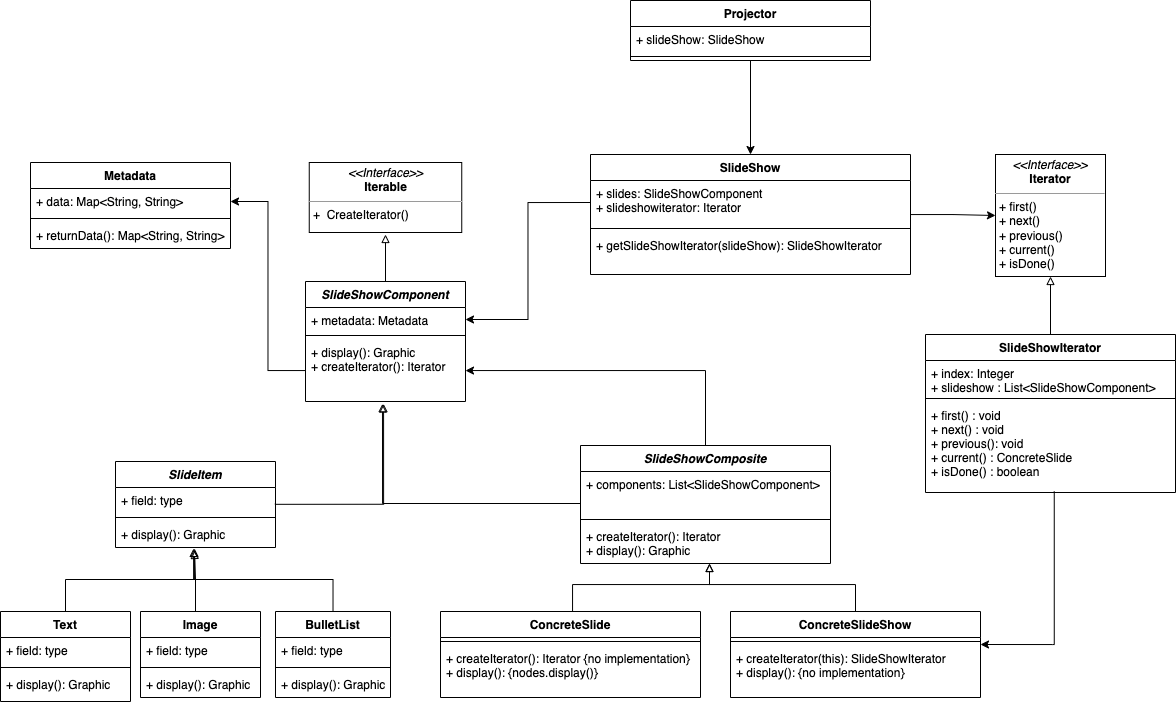 Projector
+ slideShow: SlideShow
Metadata
+ data: Map<String, String>
+ returnData(): Map<String, String>
<<Interface>>
Iterable
+ CreateIterator()
SlideShow
+ slides: SlideShowComponent
+ slideshowiterator: Iterator
+ getSlideShowIterator(slideShow): SlideShowIterator
<<Interface>>
Iterator
+ first()
+ next()
+ previous()
+ current()
+ isDone()
SlideShowComponent
+ metadata: Metadata
+ display(): Graphic
+ createIterator(): Iterator
SlideShowIterator
+ index: Integer
+ slideshow : List<SlideShowComponent>
+ first() : void
+ next() : void
+ previous(): void
+ current() : ConcreteSlide
+ isDone() : boolean
SlideItem
+ field: type
+ display(): Graphic
SlideShowComposite
+ components: List<SlideShowComponent>
+ createIterator(): Iterator
+ display(): Graphic
Text
+ field: type
+ display(): Graphic
Image
+ field: type
+ display(): Graphic
BulletList
+ field: type
+ display(): Graphic
ConcreteSlide
+ createIterator(): Iterator {no implementation}
+ display(): {nodes.display()}
ConcreteSlideShow
+ createIterator(this): SlideShowIterator
+ display(): {no implementation}